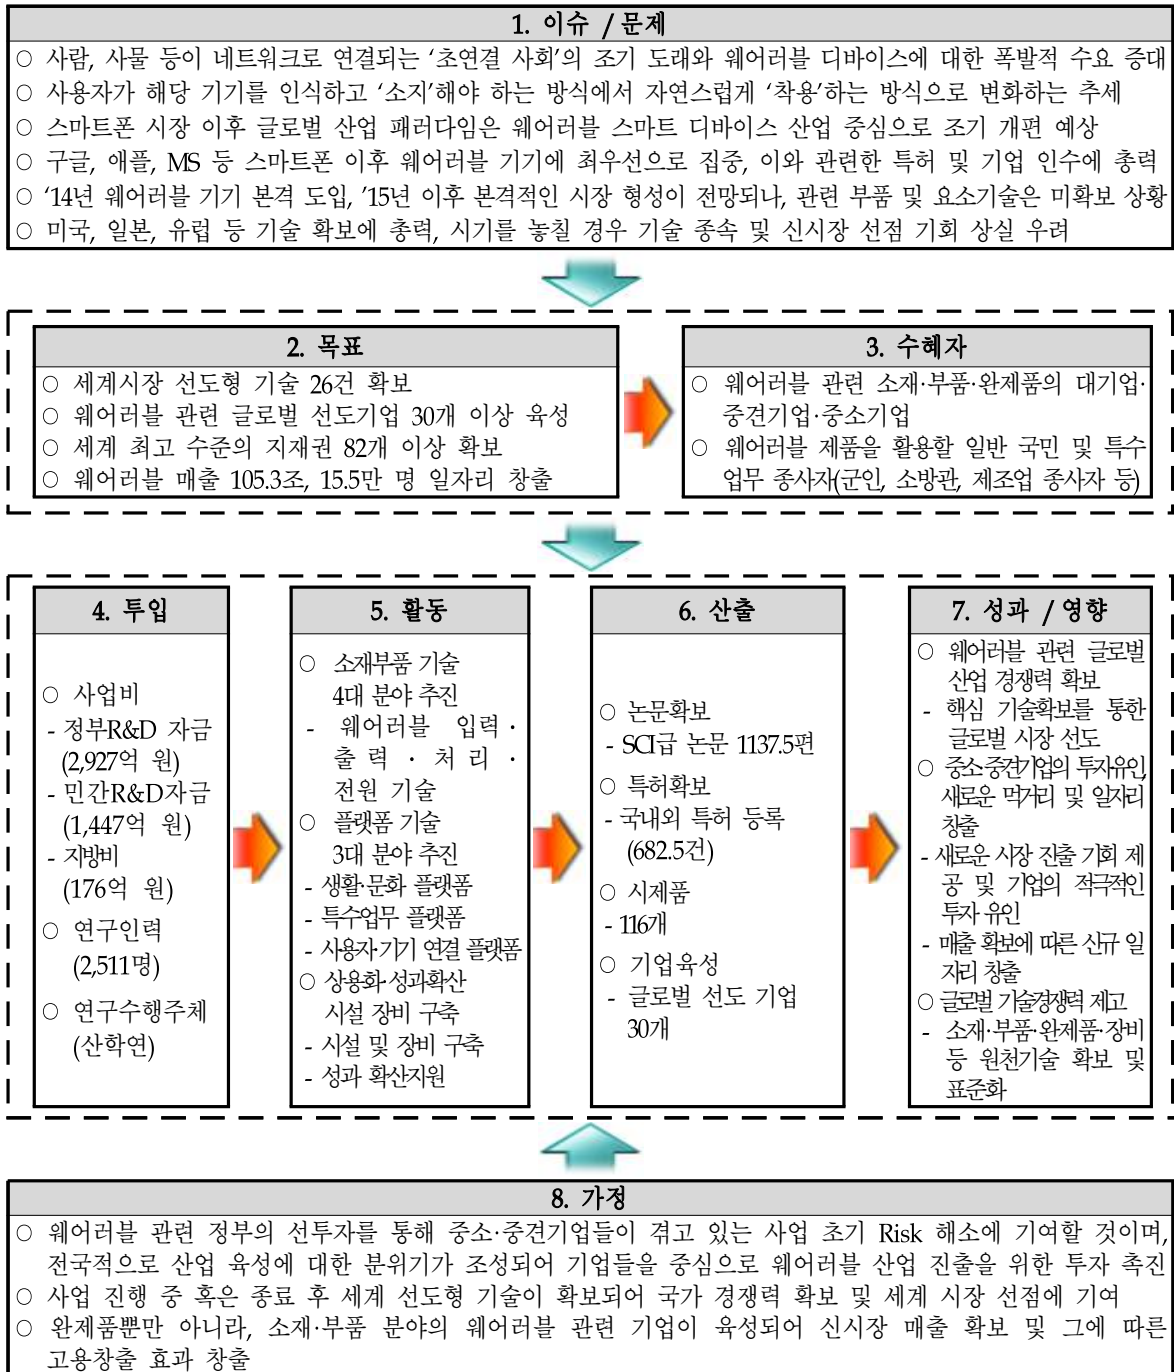 1. 이슈 / 문제
○ 사람, 사물 등이 네트워크로 연결되는 ‘초연결 사회’의 조기 도래와 웨어러블 디바이스에 대한 폭발적 수요 증대
○ 사용자가 해당 기기를 인식하고 ‘소지’해야 하는 방식에서 자연스럽게 ‘착용’하는 방식으로 변화하는 추세
○ 스마트폰 시장 이후 글로벌 산업 패러다임은 웨어러블 스마트 디바이스 산업 중심으로 조기 개편 예상
○ 구글, 애플, MS 등 스마트폰 이후 웨어러블 기기에 최우선으로 집중, 이와 관련한 특허 및 기업 인수에 총력
○ ‘14년 웨어러블 기기 본격 도입, ’15년 이후 본격적인 시장 형성이 전망되나, 관련 부품 및 요소기술은 미확보 상황
○ 미국, 일본, 유럽 등 기술 확보에 총력, 시기를 놓칠 경우 기술 종속 및 신시장 선점 기회 상실 우려
2. 목표
○ 세계시장 선도형 기술 26건 확보
○ 웨어러블 관련 글로벌 선도기업 30개 이상 육성
○ 세계 최고 수준의 지재권 82개 이상 확보
○ 웨어러블 매출 105.3조, 15.5만 명 일자리 창출
3. 수혜자
○ 웨어러블 관련 소재·부품·완제품의 대기업·
중견기업·중소기업
○ 웨어러블 제품을 활용할 일반 국민 및 특수
업무 종사자(군인, 소방관, 제조업 종사자 등)
4. 투입
○ 사업비
- 정부R&D 자금
(2,927억 원)
- 민간R&D자금
(1,447억 원)
- 지방비
(176억 원)
○ 연구인력
(2,511명)
○ 연구수행주체
(산학연)
5. 활동
○ 소재부품 기술
4대 분야 추진
- 웨어러블 입력·
출력·처리·
전원 기술
○ 플랫폼 기술
3대 분야 추진
- 생활·문화 플랫폼
- 특수업무 플랫폼
- 사용자·기기 연결 플랫폼
○ 상용화·성과확산
시설 장비 구축
- 시설 및 장비 구축
- 성과 확산지원
6. 산출
○ 논문확보
- SCI급 논문 1137.5편
○ 특허확보
- 국내외 특허 등록
(682.5건)
○ 시제품
- 116개
○ 기업육성
- 글로벌 선도 기업
30개
7. 성과 / 영향
○ 웨어러블 관련 글로벌
산업 경쟁력 확보
- 핵심 기술확보를 통한
글로벌 시장 선도
○ 중소·중견기업의 투자유인,
새로운 먹거리 및 일자리
창출
- 새로운 시장 진출 기회 제
공 및 기업의 적극적인
투자 유인
- 매출 확보에 따른 신규 일
자리 창출
○ 글로벌 기술경쟁력 제고
- 소재·부품·완제품·장비
등 원천기술 확보 및
표준화
8. 가정
○ 웨어러블 관련 정부의 선투자를 통해 중소·중견기업들이 겪고 있는 사업 초기 Risk 해소에 기여할 것이며,
전국적으로 산업 육성에 대한 분위기가 조성되어 기업들을 중심으로 웨어러블 산업 진출을 위한 투자 촉진
○ 사업 진행 중 혹은 종료 후 세계 선도형 기술이 확보되어 국가 경쟁력 확보 및 세계 시장 선점에 기여
○ 완제품뿐만 아니라, 소재·부품 분야의 웨어러블 관련 기업이 육성되어 신시장 매출 확보 및 그에 따른
고용창출 효과 창출